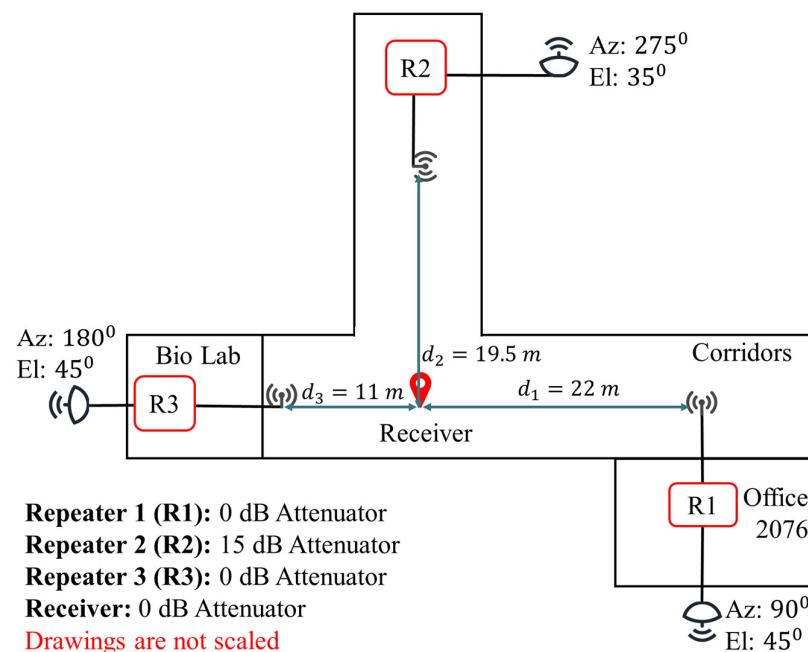 R2
Az: 275⁰
El: 35⁰
Az: 180⁰
El: 45⁰
Bio Lab
R3
d₂ = 19.5 m
Corridors
d₃ = 11 m
d₁ = 22 m
Receiver
R1
Office
2076
Az: 90⁰
El: 45⁰
Repeater 1 (R1): 0 dB Attenuator
Repeater 2 (R2): 15 dB Attenuator
Repeater 3 (R3): 0 dB Attenuator
Receiver: 0 dB Attenuator
Drawings are not scaled